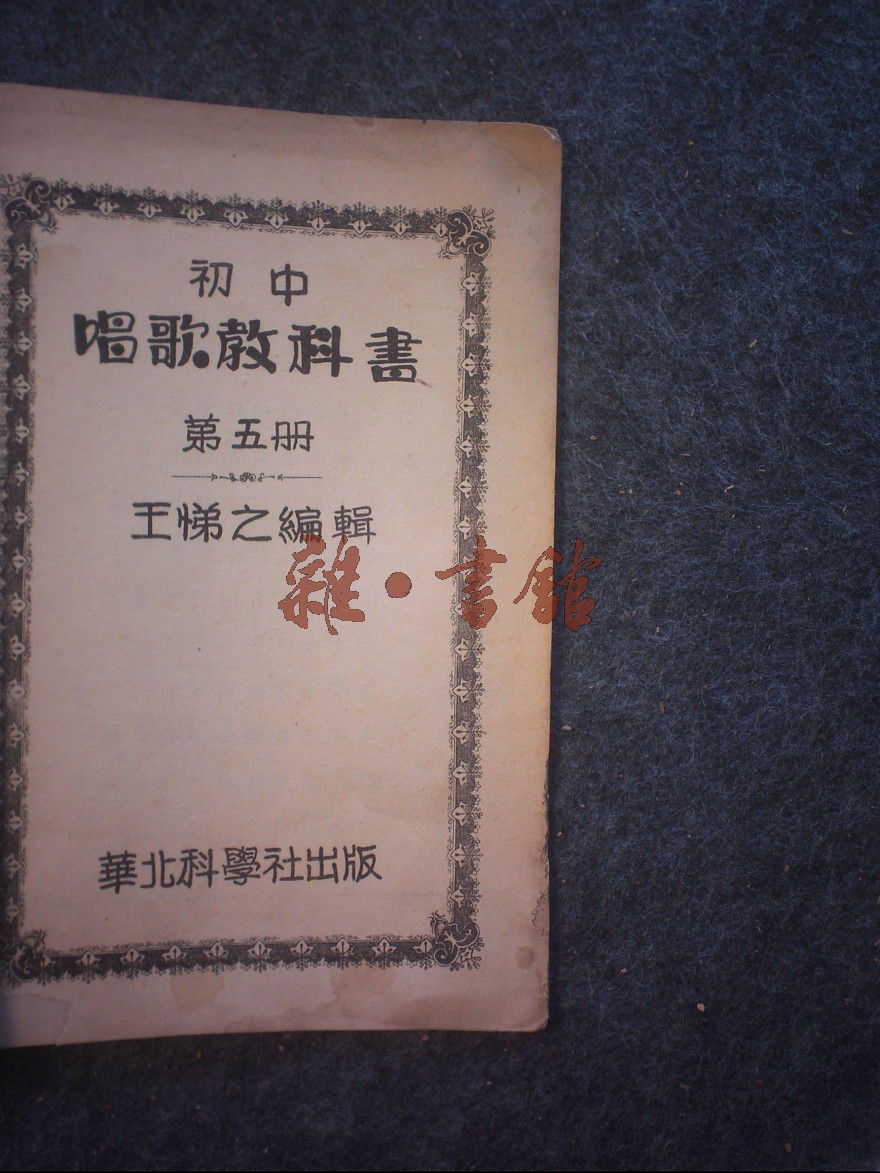 初中
唱歌教科書
第五册
王悌之編輯
雜·書館
華北科學社出版